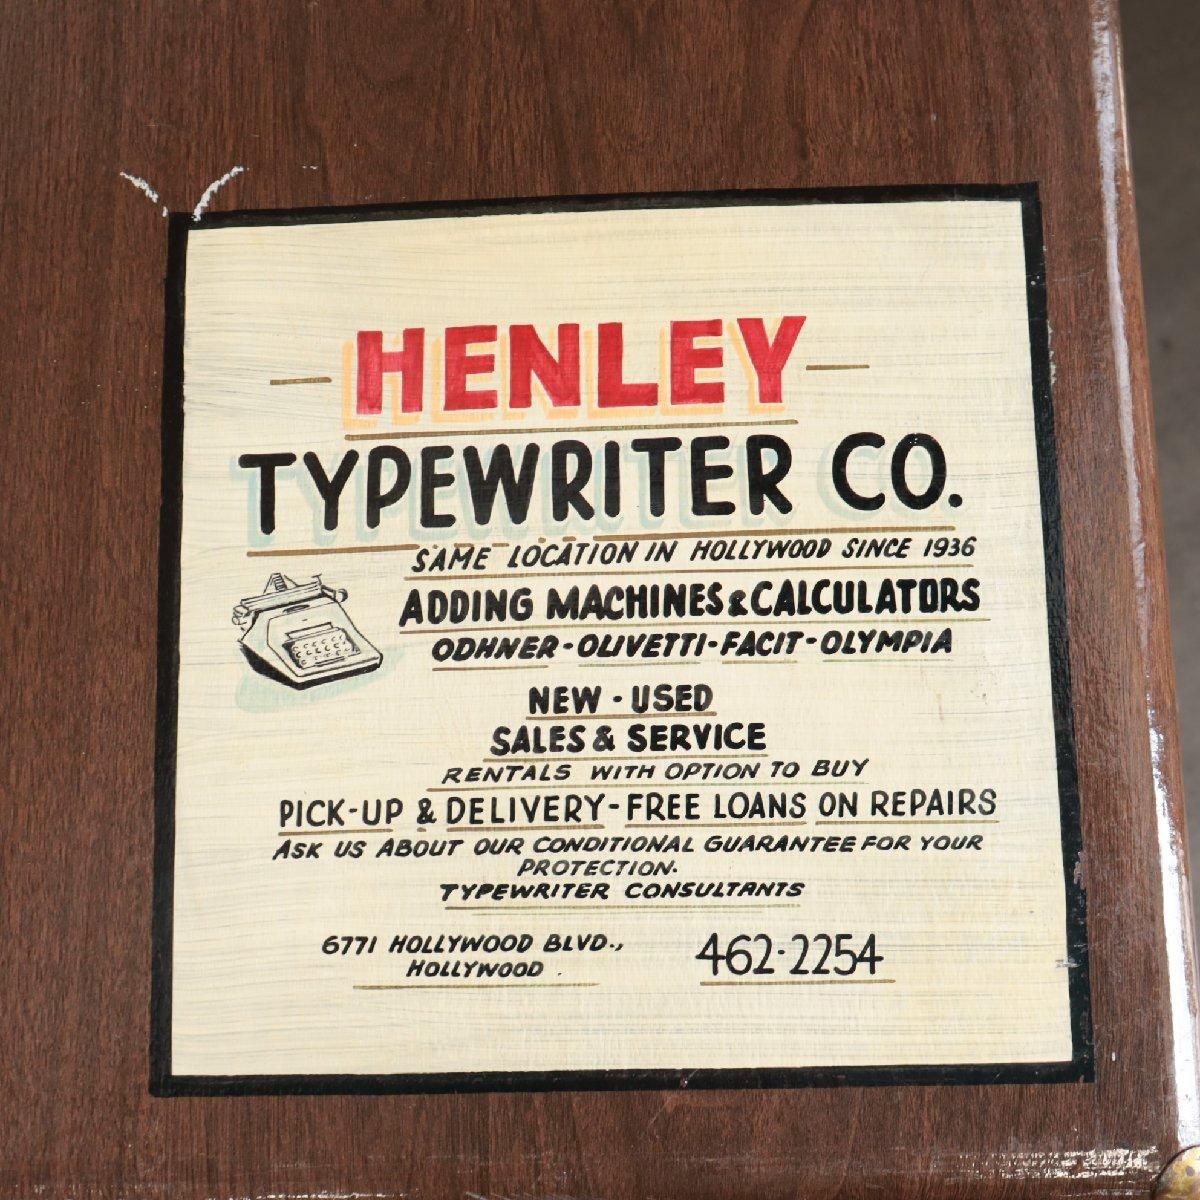 HENLEY
TYPEWRITER CO.
SAME LOCATION IN HOLLYWOOD SINCE 1936
ADDING MACHINES & CALCULATORS
ODHNER - OLIVETTI - FACIT - OLYMPIA
NEW - USED
SALES & SERVICE
RENTALS WITH OPTION TO BUY
PICK-UP & DELIVERY - FREE LOANS ON REPAIRS
ASK US ABOUT OUR CONDITIONAL GUARANTEE FOR YOUR
PROTECTION.
TYPEWRITER CONSULTANTS
6771 HOLLYWOOD BLVD.,
HOLLYWOOD .
462-2254